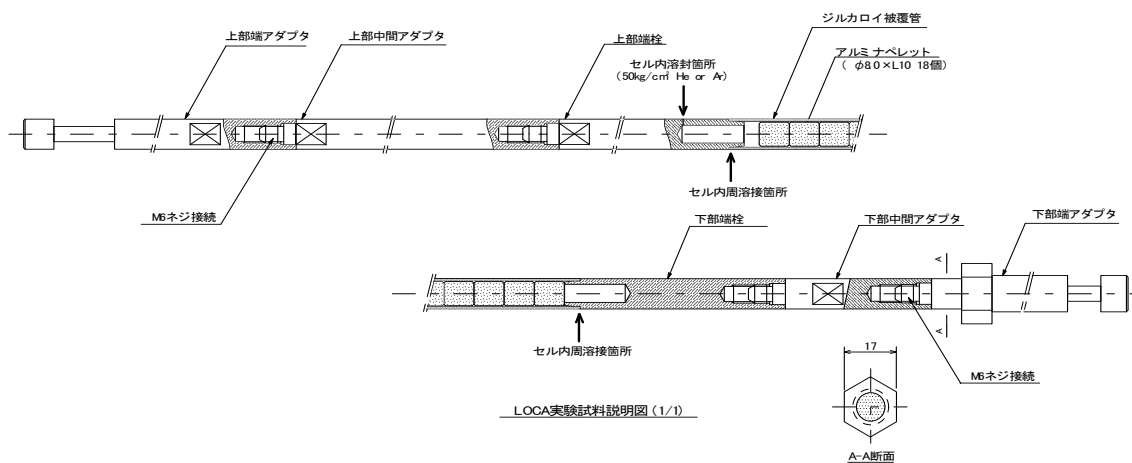 ジルカロイ被覆管
上部端アダプタ
上部中間アダプタ
上部端栓
アルミナペレット
( φ8.0×L10 18個)
セル内溶封箇所
(50kg/c㎡ He or Ar)
セル内周溶接箇所
M6ネジ接続
下部端栓
下部中間アダプタ
下部端アダプタ
A
A
セル内周溶接箇所
17
M6ネジ接続
LOCA実験試料説明図(1/1)
A-A断面